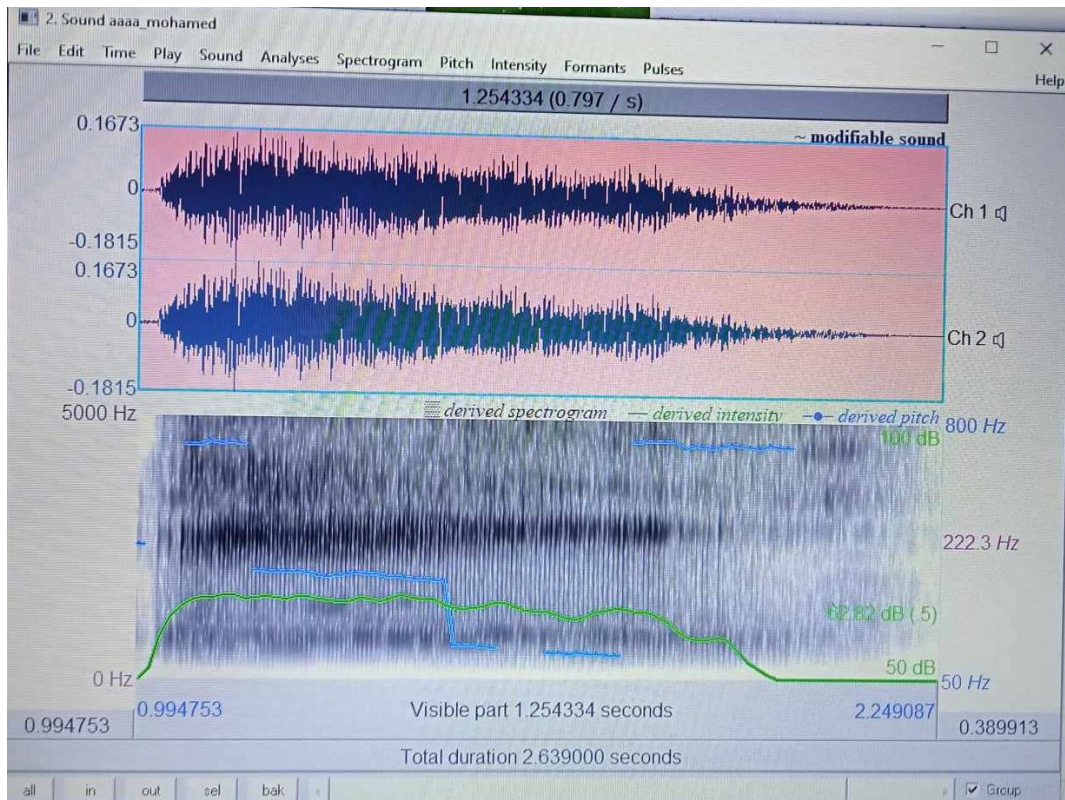 2. Sound aaaa_mohamed
File Edit Time Play Sound Analyses Spectrogram Pitch Intensity Formants Pulses
Help
1.254334 (0.797 / s)
0.1673
~ modifiable sound
0
Ch 1
-0.1815
0.1673
0
Ch 2
-0.1815
5000 Hz
derived spectrogram derived intensity derived pitch
800 Hz
100 dB
222.3 Hz
62.82 dB (.5)
0 Hz
50 dB
50 Hz
0.994753
0.994753
Visible part 1.254334 seconds
2.249087
0.389913
Total duration 2.639000 seconds
all in out sel bak
Group